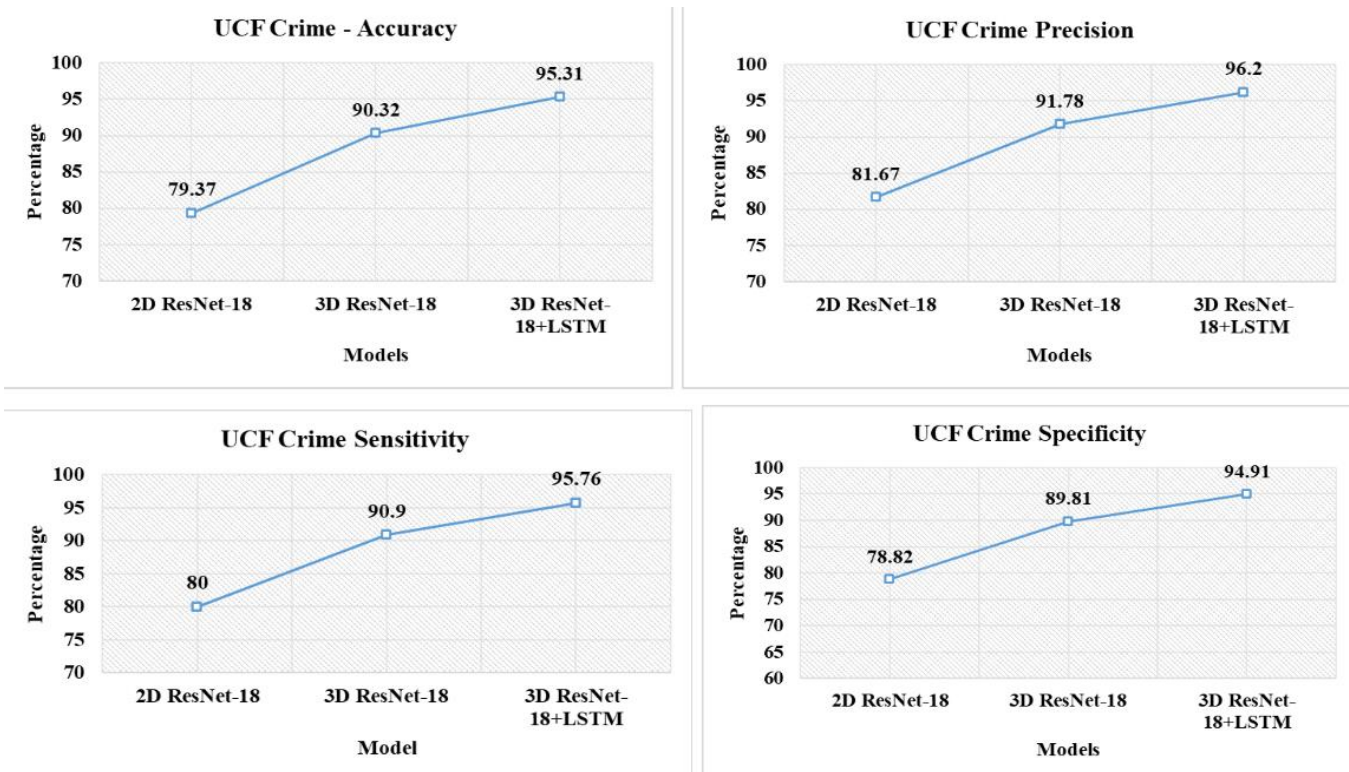 UCF Crime - Accuracy
100
95
90
85
80
75
70
Percentage
79.37
90.32
95.31
2D ResNet-18
3D ResNet-18
3D ResNet-
18+LSTM
Models
UCF Crime Precision
100
95
90
85
80
75
70
Percentage
81.67
91.78
96.2
2D ResNet-18
3D ResNet-18
3D ResNet-
18+LSTM
Models
UCF Crime Sensitivity
100
95
90
85
80
75
70
Percentage
80
90.9
95.76
2D ResNet-18
3D ResNet-18
3D ResNet-
18+LSTM
Model
UCF Crime Specificity
100
95
90
85
80
75
70
65
60
Percentage
78.82
89.81
94.91
2D ResNet-18
3D ResNet-18
3D ResNet-
18+LSTM
Models